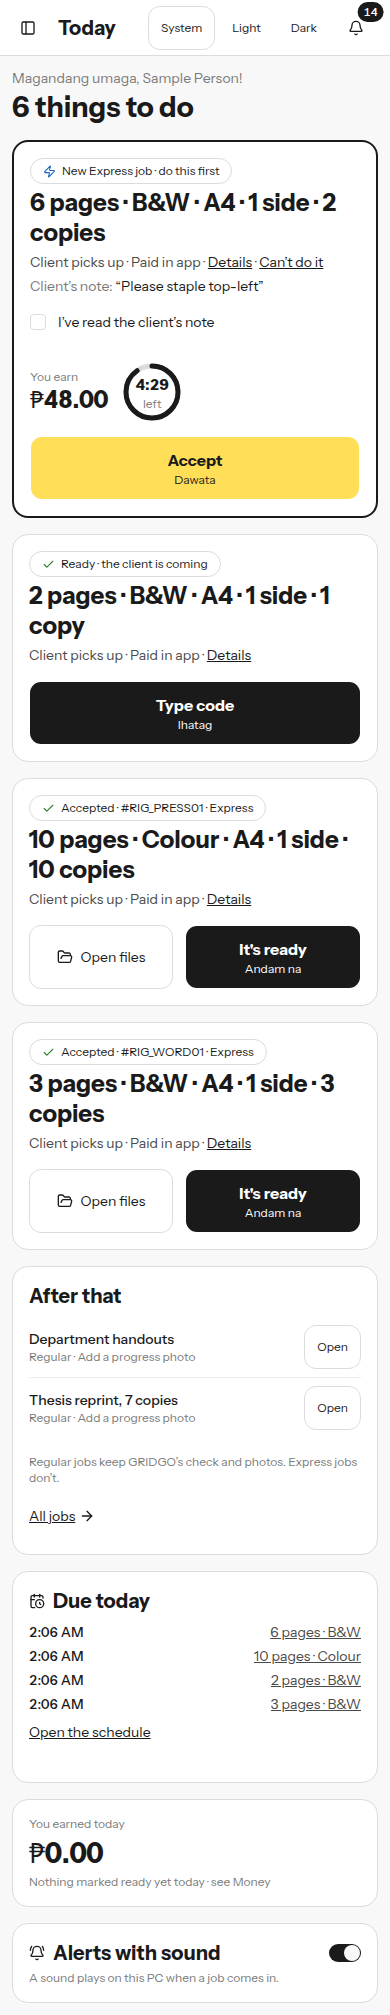 Today
System
Light
Dark
14
Magandang umaga, Sample Person!
6 things to do
New Express job · do this first
6 pages · B&W · A4 · 1 side · 2
copies
Client picks up · Paid in app · Details · Can't do it
Client's note: “Please staple top-left”
I've read the client's note
You earn
₱48.00
4:29
left
Accept
Dawata
Ready · the client is coming
2 pages · B&W · A4 · 1 side · 1
copy
Client picks up · Paid in app · Details
Type code
Ihatag
Accepted · #RIG_PRESS01 · Express
10 pages · Colour · A4 · 1 side ·
10 copies
Client picks up · Paid in app · Details
Open files
It's ready
Andam na
Accepted · #RIG_WORD01 · Express
3 pages · B&W · A4 · 1 side · 3
copies
Client picks up · Paid in app · Details
Open files
It's ready
Andam na
After that
Department handouts
Regular · Add a progress photo
Open
Thesis reprint, 7 copies
Regular · Add a progress photo
Open
Regular jobs keep GRIDGO's check and photos. Express jobs
don't.
All jobs →
Due today
2:06 AM 6 pages · B&W
2:06 AM 10 pages · Colour
2:06 AM 2 pages · B&W
2:06 AM 3 pages · B&W
Open the schedule
You earned today
₱0.00
Nothing marked ready yet today · see Money
Alerts with sound
A sound plays on this PC when a job comes in.